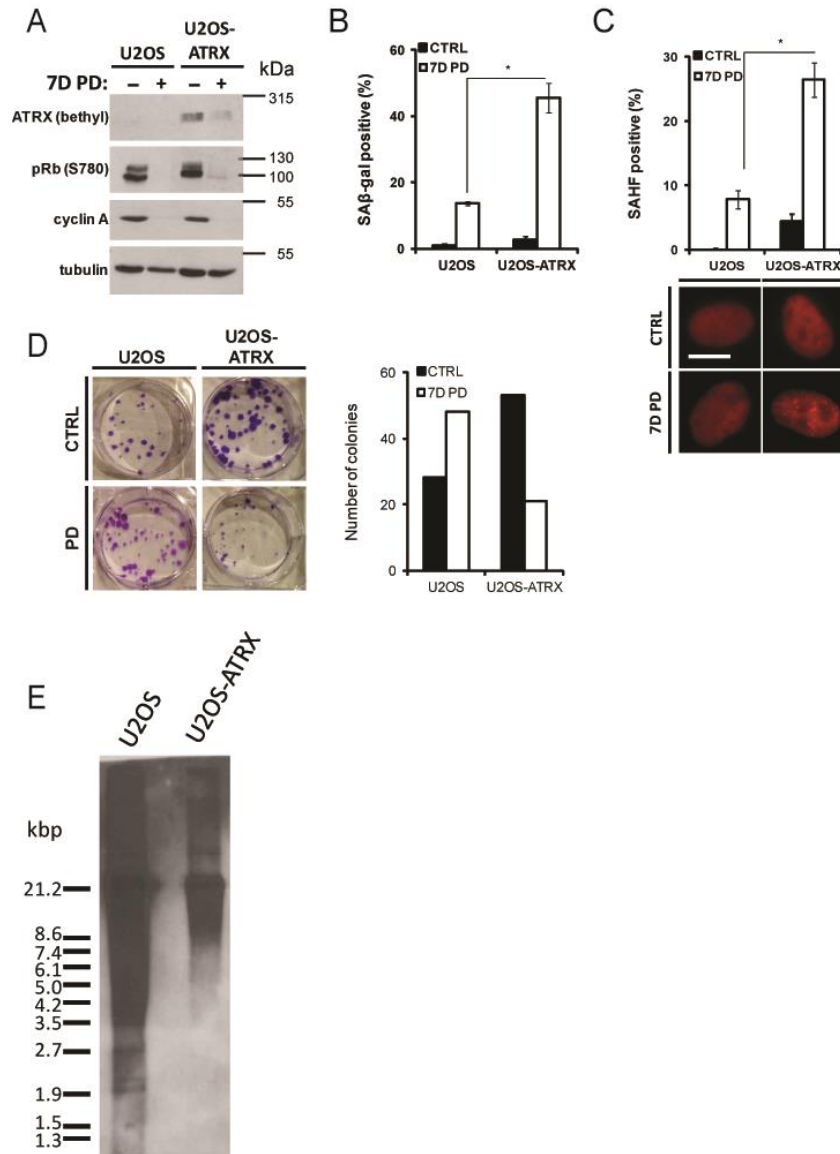 A
U2OS
U2OS-
ATRX
kDa
7D PD: – + – +
315
ATRX (bethyl)
pRb (S780)
130
100
cyclin A
55
tubulin
55
B
CTRL
7D PD
*
SAβ-gal positive (%)
60
40
20
0
U2OS U2OS-ATRX
C
CTRL
7D PD
*
SAHF positive (%)
30
20
10
0
U2OS U2OS-ATRX
CTRL
7D PD
D
U2OS
U2OS-
ATRX
CTRL
PD
CTRL
7D PD
Number of colonies
60
40
20
0
U2OS U2OS-ATRX
E
U2OS
U2OS-ATRX
kbp
21.2
8.6
7.4
6.1
5.0
4.2
3.5
2.7
1.9
1.5
1.3